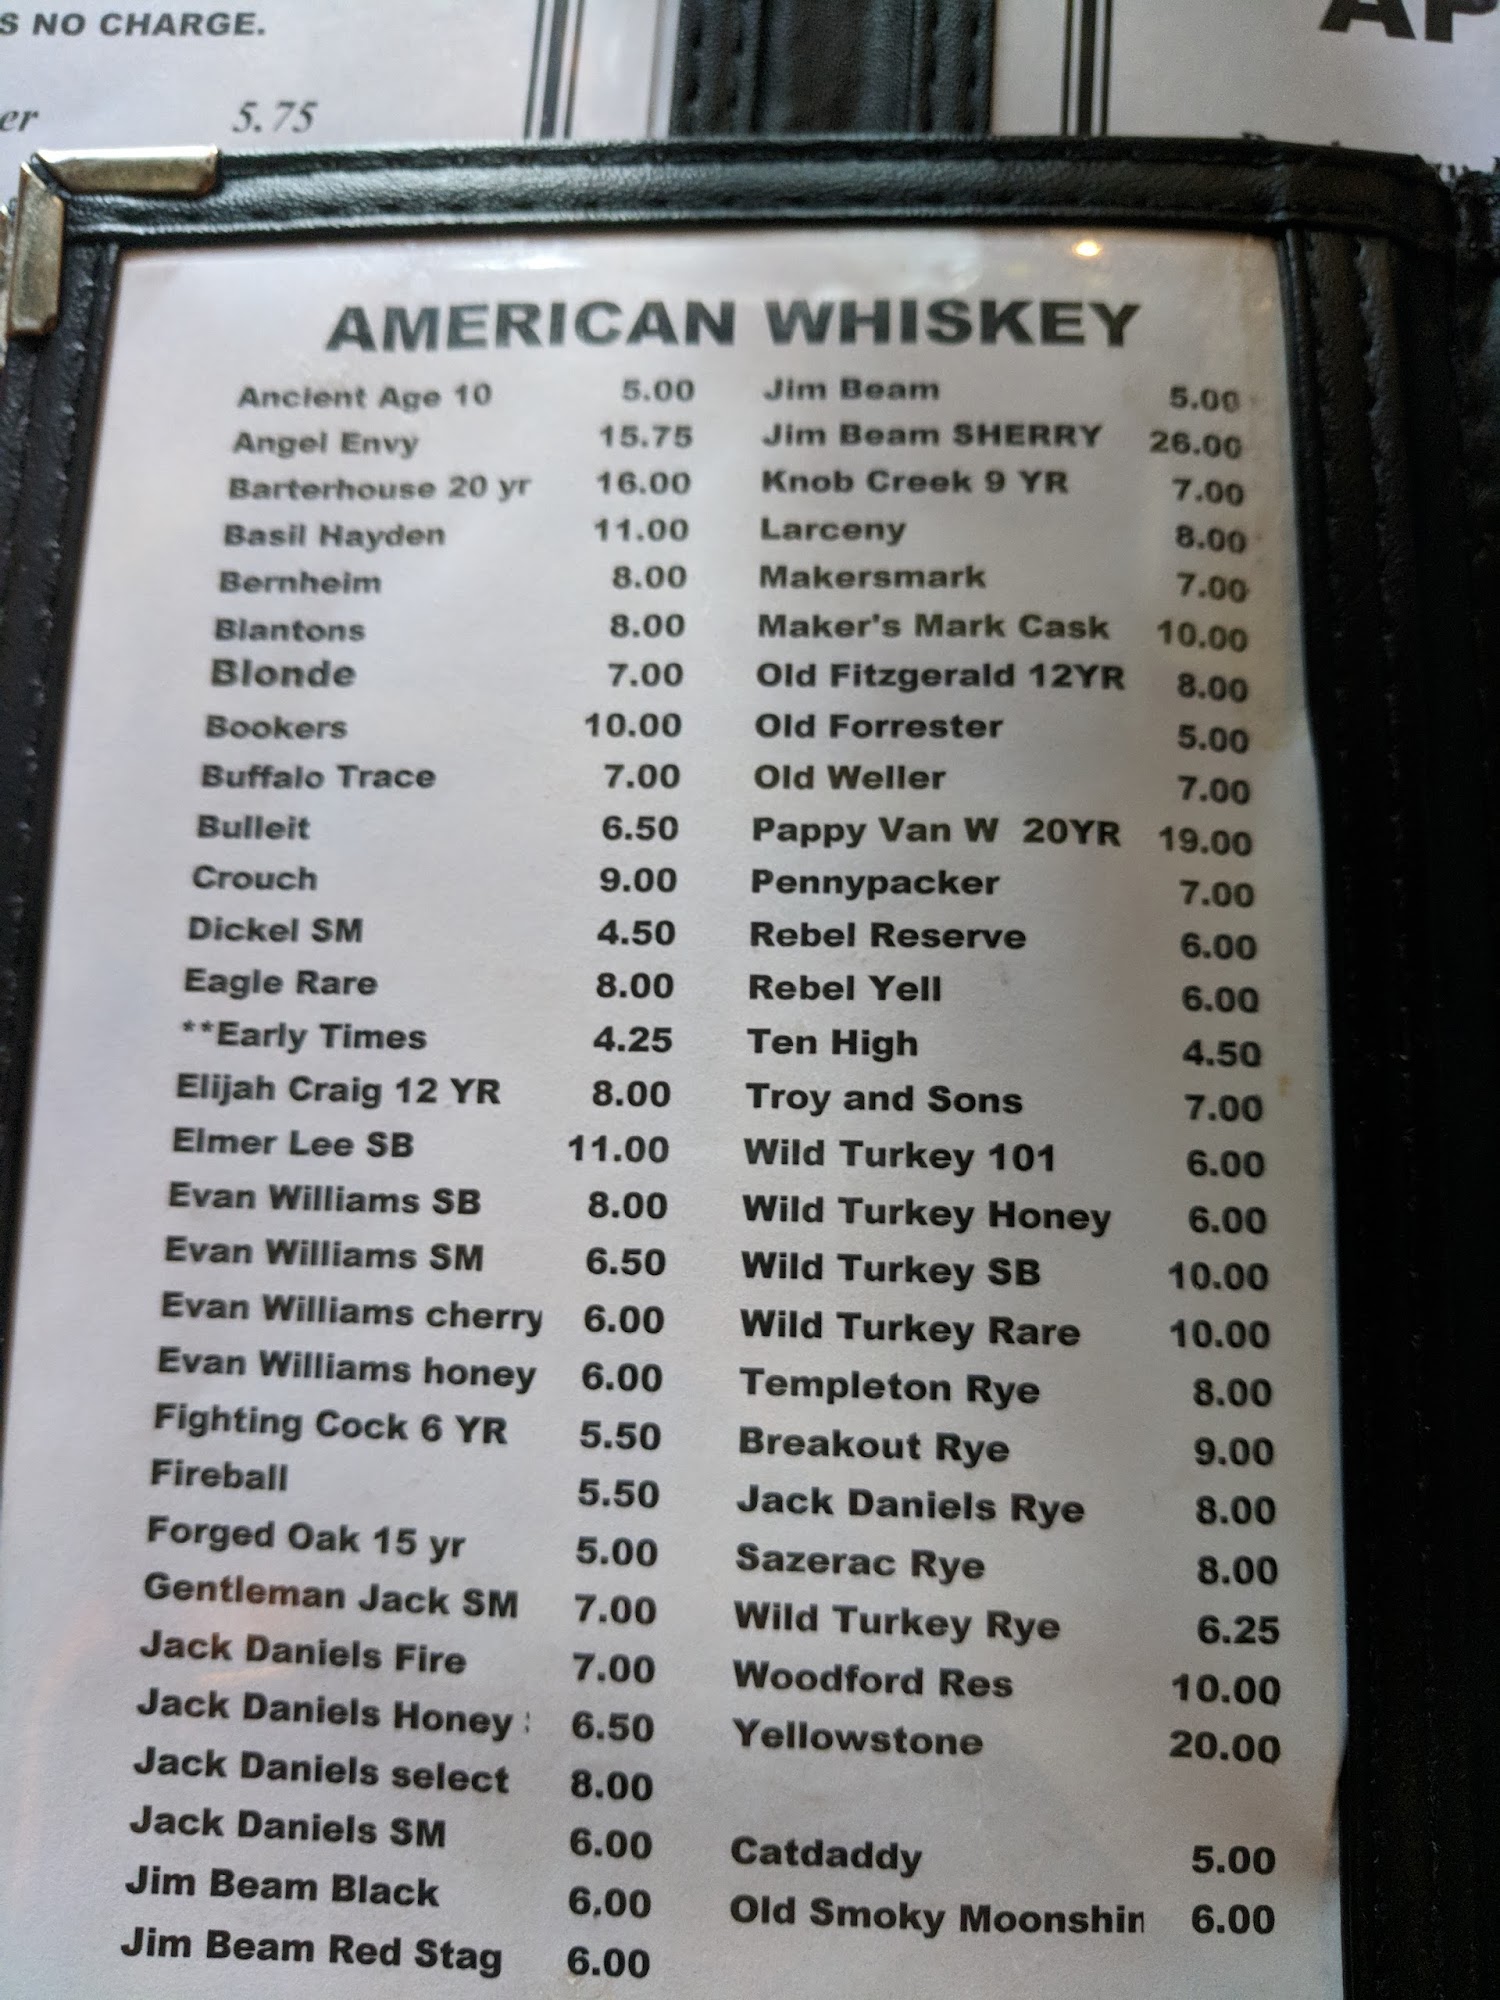 S NO CHARGE.
er 5.75
AP
AMERICAN WHISKEY
Ancient Age 10 5.00
Angel Envy 15.75
Barterhouse 20 yr 16.00
Basil Hayden 11.00
Bernheim 8.00
Blantons 8.00
Blonde 7.00
Bookers 10.00
Buffalo Trace 7.00
Bulleit 6.50
Crouch 9.00
Dickel SM 4.50
Eagle Rare 8.00
**Early Times 4.25
Elijah Craig 12 YR 8.00
Elmer Lee SB 11.00
Evan Williams SB 8.00
Evan Williams SM 6.50
Evan Williams cherry 6.00
Evan Williams honey 6.00
Fighting Cock 6 YR 5.50
Fireball 5.50
Forged Oak 15 yr 5.00
Gentleman Jack SM 7.00
Jack Daniels Fire 7.00
Jack Daniels Honey 6.50
Jack Daniels select 8.00
Jack Daniels SM 6.00
Jim Beam Black 6.00
Jim Beam Red Stag 6.00
Jim Beam 5.00
Jim Beam SHERRY 26.00
Knob Creek 9 YR 7.00
Larceny 8.00
Makersmark 7.00
Maker's Mark Cask 10.00
Old Fitzgerald 12YR 8.00
Old Forrester 5.00
Old Weller 7.00
Pappy Van W 20YR 19.00
Pennypacker 7.00
Rebel Reserve 6.00
Rebel Yell 6.00
Ten High 4.50
Troy and Sons 7.00
Wild Turkey 101 6.00
Wild Turkey Honey 6.00
Wild Turkey SB 10.00
Wild Turkey Rare 10.00
Templeton Rye 8.00
Breakout Rye 9.00
Jack Daniels Rye 8.00
Sazerac Rye 8.00
Wild Turkey Rye 6.25
Woodford Res 10.00
Yellowstone 20.00
Catdaddy 5.00
Old Smoky Moonshin 6.00